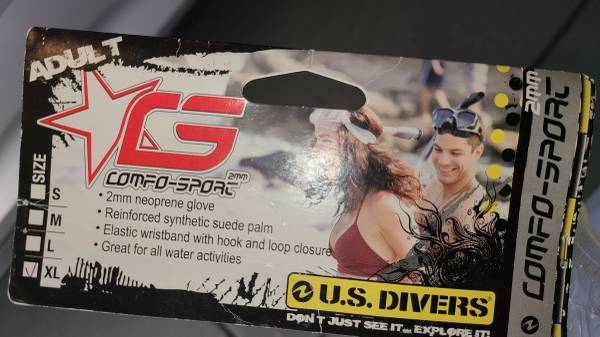 ADULT
G
COMFO-SPORT 2mm
• 2mm neoprene glove
• Reinforced synthetic suede palm
• Elastic wristband with hook and loop closure
• Great for all water activities
SIZE
S
M
L
XL
U.S. DIVERS
DON'T JUST SEE IT... EXPLORE IT!
COMFO-SPORT 2mm